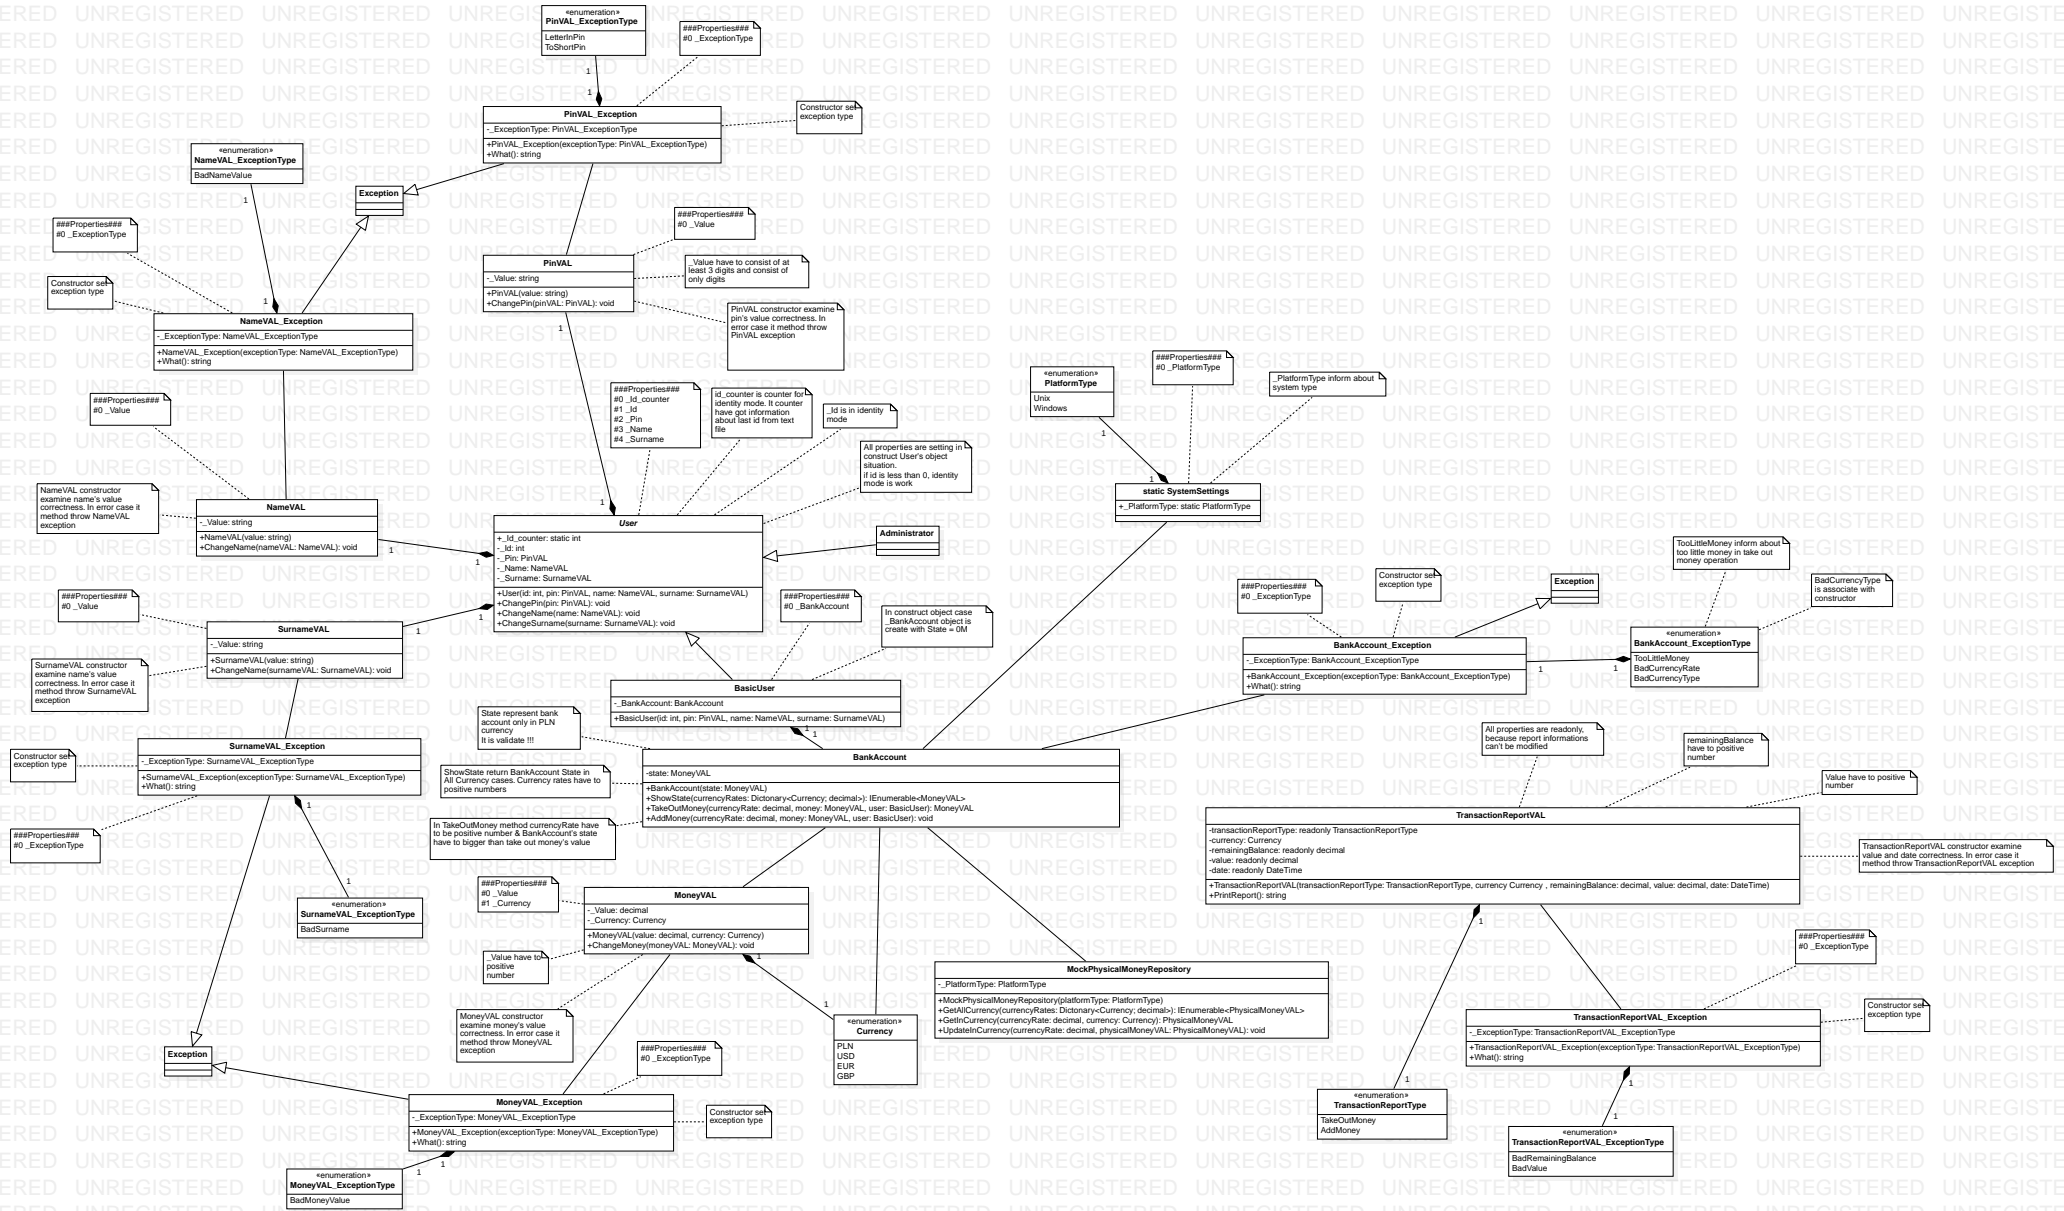 «enumeration»
PinVAL_ExceptionType
LetterInPin
ToShortPin
###Properties###
#0 _ExceptionType
1
1
PinVAL_Exception
-_ExceptionType: PinVAL_ExceptionType
+PinVAL_Exception(exceptionType: PinVAL_ExceptionType)
+What(): string
Constructor set
exception type
«enumeration»
NameVAL_ExceptionType
BadNameValue
1
Exception
###Properties###
#0 _ExceptionType
Constructor set
exception type
1
NameVAL_Exception
-_ExceptionType: NameVAL_ExceptionType
+NameVAL_Exception(exceptionType: NameVAL_ExceptionType)
+What(): string
###Properties###
#0 _Value
PinVAL
-_Value: string
+PinVAL(value: string)
+ChangePin(pinVAL: PinVAL): void
1
_Value have to consist of at
least 3 digits and consist of
only digits
PinVAL constructor examine
pin's value correctness. In
error case it method throw
PinVAL exception
###Properties###
#0 _Value
NameVAL constructor
examine name's value
correctness. In error case it
method throw NameVAL
exception
NameVAL
-_Value: string
+NameVAL(value: string)
+ChangeName(nameVAL: NameVAL): void
1
1
###Properties###
#0 _Id_counter
#1 _Id
#2 _Pin
#3 _Name
#4 _Surname
id_counter is counter for
identity mode. It counter
have got information
about last id from text
file
_Id is in identity
mode
All properties are setting in
construct User's object
situation.
if id is less than 0, identity
mode is work
1
User
+_Id_counter: static int
-_Id: int
-_Pin: PinVAL
-_Name: NameVAL
-_Surname: SurnameVAL
+User(id: int, pin: PinVAL, name: NameVAL, surname: SurnameVAL)
+ChangePin(pin: PinVAL): void
+ChangeName(name: NameVAL): void
+ChangeSurname(surname: SurnameVAL): void
Administrator
«enumeration»
PlatformType
Unix
Windows
###Properties###
#0 _PlatformType
_PlatformType inform about
system type
1
1
static SystemSettings
+_PlatformType: static PlatformType
###Properties###
#0 _Value
SurnameVAL
-_Value: string
+SurnameVAL(value: string)
+ChangeName(surnameVAL: SurnameVAL): void
1
1
SurnameVAL constructor
examine name's value
correctness. In error case it
method throw SurnameVAL
exception
###Properties###
#0 _BankAccount
In construct object case
_BankAccount object is
create with State = 0M
BasicUser
-_BankAccount: BankAccount
+BasicUser(id: int, pin: PinVAL, name: NameVAL, surname: SurnameVAL)
1
1
###Properties###
#0 _ExceptionType
Constructor set
exception type
Exception
TooLittleMoney inform about
too little money in take out
money operation
BadCurrencyType
is associate with
constructor
BankAccount_Exception
-_ExceptionType: BankAccount_ExceptionType
+BankAccount_Exception(exceptionType: BankAccount_ExceptionType)
+What(): string
1
1
«enumeration»
BankAccount_ExceptionType
TooLittleMoney
BadCurrencyRate
BadCurrencyType
State represent bank
account only in PLN
currency
It is validate !!!
ShowState return BankAccount State in
All Currency cases. Currency rates have to
positive numbers
In TakeOutMoney method currencyRate have
to be positive number & BankAccount's state
have to bigger than take out money's value
BankAccount
-state: MoneyVAL
+BankAccount(state: MoneyVAL)
+ShowState(currencyRates: Dictonary<Currency; decimal>): IEnumerable<MoneyVAL>
+TakeOutMoney(currencyRate: decimal, money: MoneyVAL, user: BasicUser): MoneyVAL
+AddMoney(currencyRate: decimal, money: MoneyVAL, user: BasicUser): void
Constructor set
exception type
SurnameVAL_Exception
-_ExceptionType: SurnameVAL_ExceptionType
+SurnameVAL_Exception(exceptionType: SurnameVAL_ExceptionType)
+What(): string
1
###Properties###
#0 _ExceptionType
1
«enumeration»
SurnameVAL_ExceptionType
BadSurname
All properties are readonly,
because report informations
can't be modified
remainingBalance
have to positive
number
Value have to positive
number
TransactionReportVAL
-transactionReportType: readonly TransactionReportType
-currency: Currency
-remainingBalance: readonly decimal
-value: readonly decimal
-date: readonly DateTime
+TransactionReportVAL(transactionReportType: TransactionReportType, currency Currency , remainingBalance: decimal, value: decimal, date: DateTime)
+PrintReport(): string
TransactionReportVAL constructor examine
value and date correctness. In error case it
method throw TransactionReportVAL exception
###Properties###
#0 _Value
#1 _Currency
MoneyVAL
-_Value: decimal
-_Currency: Currency
+MoneyVAL(value: decimal, currency: Currency)
+ChangeMoney(moneyVAL: MoneyVAL): void
1
_Value have to
positive
number
MoneyVAL constructor
examine money's value
correctness. In error case it
method throw MoneyVAL
exception
1
«enumeration»
Currency
PLN
USD
EUR
GBP
MockPhysicalMoneyRepository
-_PlatformType: PlatformType
+MockPhysicalMoneyRepository(platformType: PlatformType)
+GetAllCurrency(currencyRates: Dictonary<Currency; decimal>): IEnumerable<PhysicalMoneyVAL>
+GetInCurrency(currencyRate: decimal, currency: Currency): PhysicalMoneyVAL
+UpdateInCurrency(currencyRate: decimal, physicalMoneyVAL: PhysicalMoneyVAL): void
1
###Properties###
#0 _ExceptionType
Constructor set
exception type
TransactionReportVAL_Exception
-_ExceptionType: TransactionReportVAL_ExceptionType
+TransactionReportVAL_Exception(exceptionType: TransactionReportVAL_ExceptionType)
+What(): string
1
1
«enumeration»
TransactionReportType
TakeOutMoney
AddMoney
1
«enumeration»
TransactionReportVAL_ExceptionType
BadRemainingBalance
BadValue
Exception
###Properties###
#0 _ExceptionType
MoneyVAL_Exception
-_ExceptionType: MoneyVAL_ExceptionType
+MoneyVAL_Exception(exceptionType: MoneyVAL_ExceptionType)
+What(): string
Constructor set
exception type
1
1
«enumeration»
MoneyVAL_ExceptionType
BadMoneyValue
UNREGISTERED